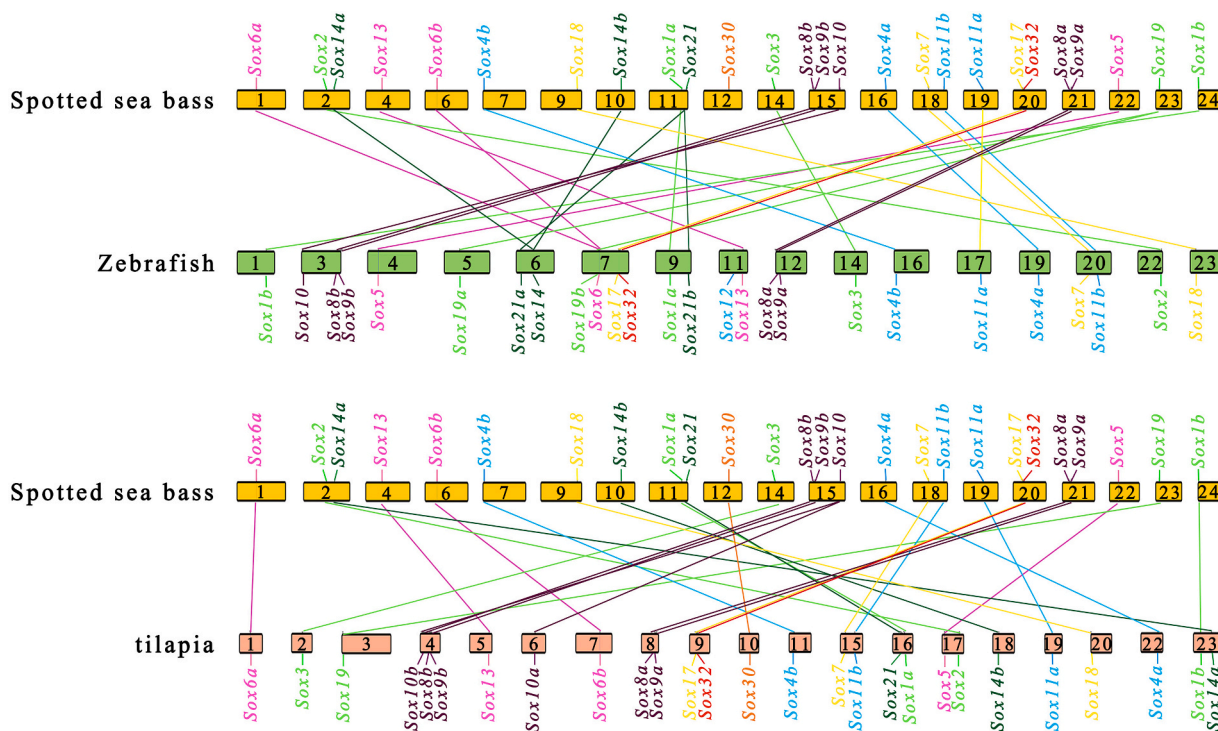 Sox6a Sox2 Sox14a Sox13 Sox6b Sox4b Sox18 Sox14b Sox1a Sox21 Sox30 Sox3 Sox8b Sox9b Sox10 Sox4a Sox7 Sox11b Sox11a Sox17 Sox32 Sox8a Sox9a Sox5 Sox19 Sox1b
Spotted sea bass 1 2 4 6 7 9 10 11 12 14 15 16 18 19 20 21 22 23 24
Zebrafish 1 3 4 5 6 7 9 11 12 14 16 17 19 20 22 23
Sox1b Sox10 Sox8b Sox9b Sox5 Sox19a Sox21a Sox14 Sox19b Sox6 Sox17 Sox32 Sox1a Sox21b Sox12 Sox13 Sox8a Sox9a Sox3 Sox4b Sox11a Sox4a Sox7 Sox11b Sox2 Sox18
Sox6a Sox2 Sox14a Sox13 Sox6b Sox4b Sox18 Sox14b Sox1a Sox21 Sox30 Sox3 Sox8b Sox9b Sox10 Sox4a Sox7 Sox11b Sox11a Sox17 Sox32 Sox8a Sox9a Sox5 Sox19 Sox1b
Spotted sea bass 1 2 4 6 7 9 10 11 12 14 15 16 18 19 20 21 22 23 24
tilapia 1 2 3 4 5 6 7 8 9 10 11 15 16 17 18 19 20 22 23
Sox6a Sox3 Sox19 Sox10b Sox8b Sox9b Sox13 Sox10a Sox6b Sox8a Sox9a Sox17 Sox32 Sox30 Sox4b Sox7 Sox11b Sox21 Sox1a Sox5 Sox2 Sox14b Sox11a Sox18 Sox4a Sox1b Sox14a